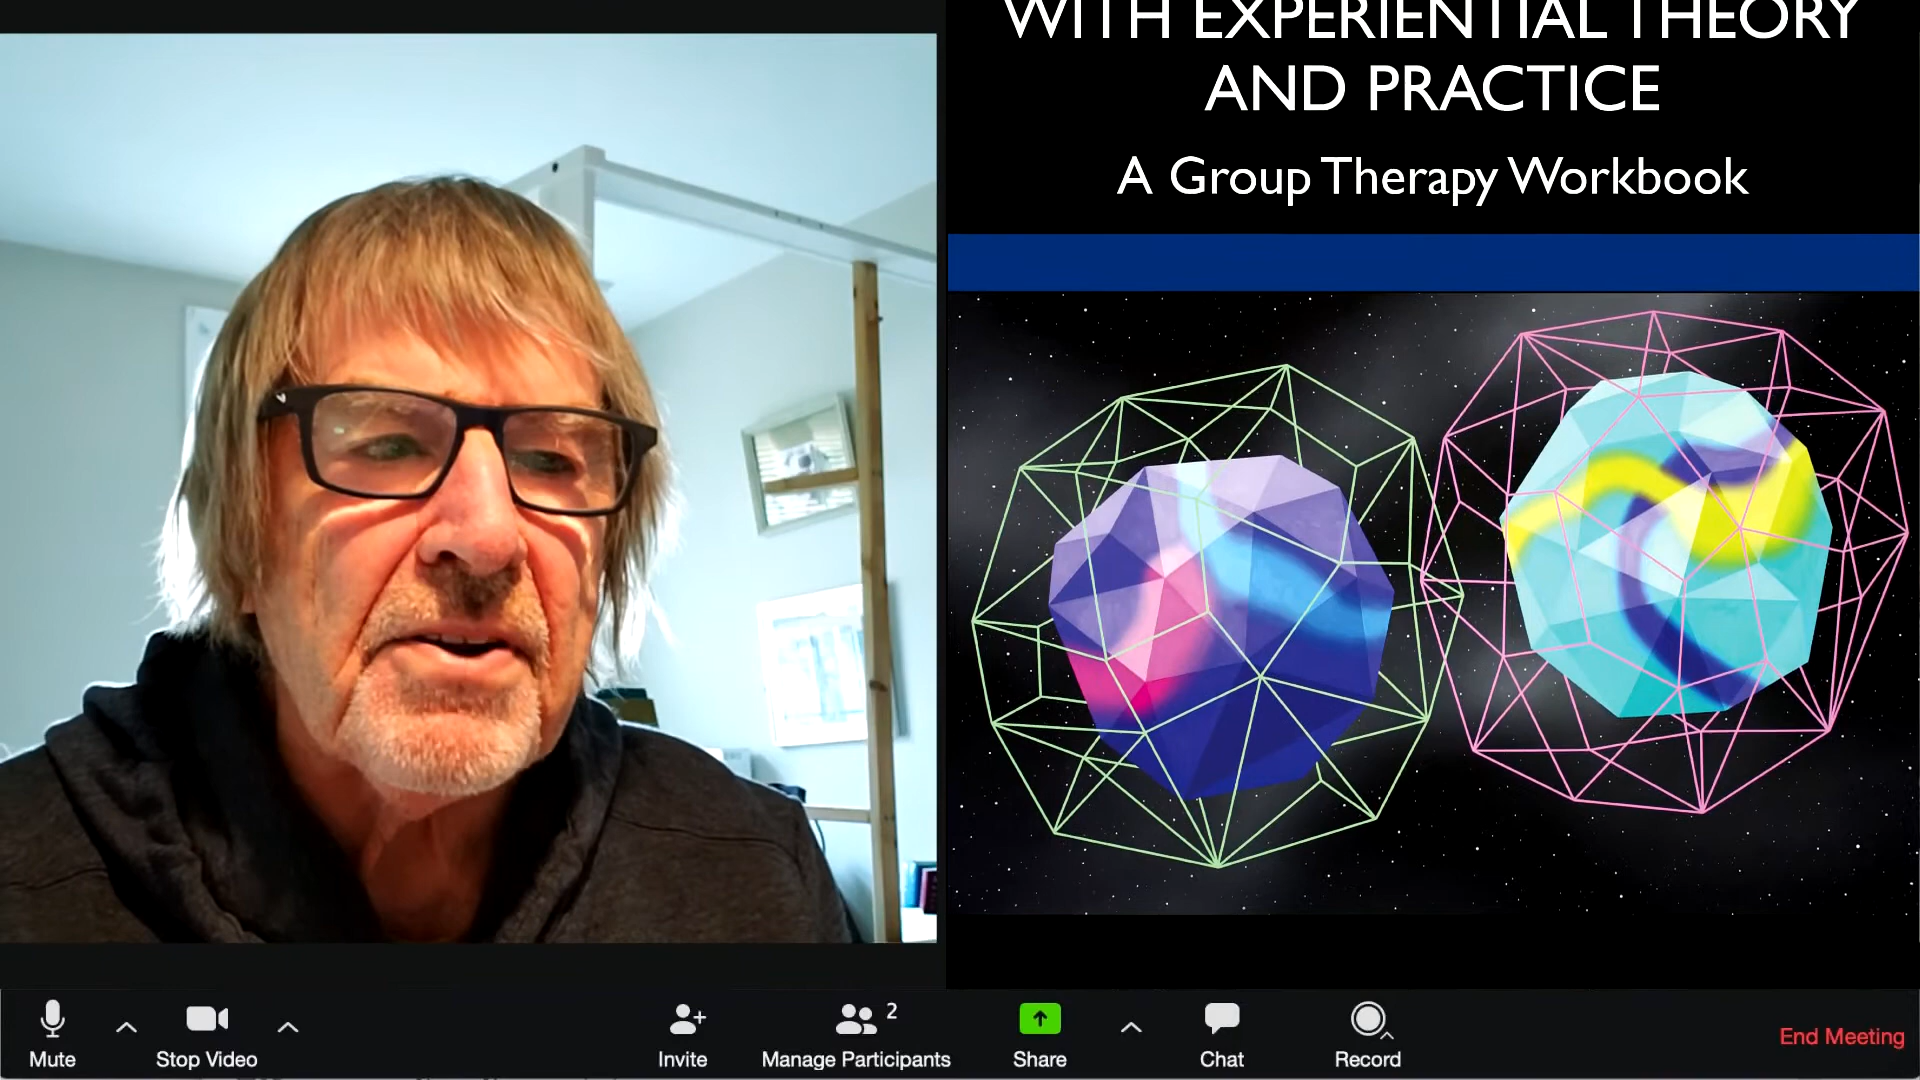 WITH EXPERIENTIAL THEORY
AND PRACTICE
A Group Therapy Workbook
Mute
Stop Video
Invite
Manage Participants
2
Share
Chat
Record
End Meeting